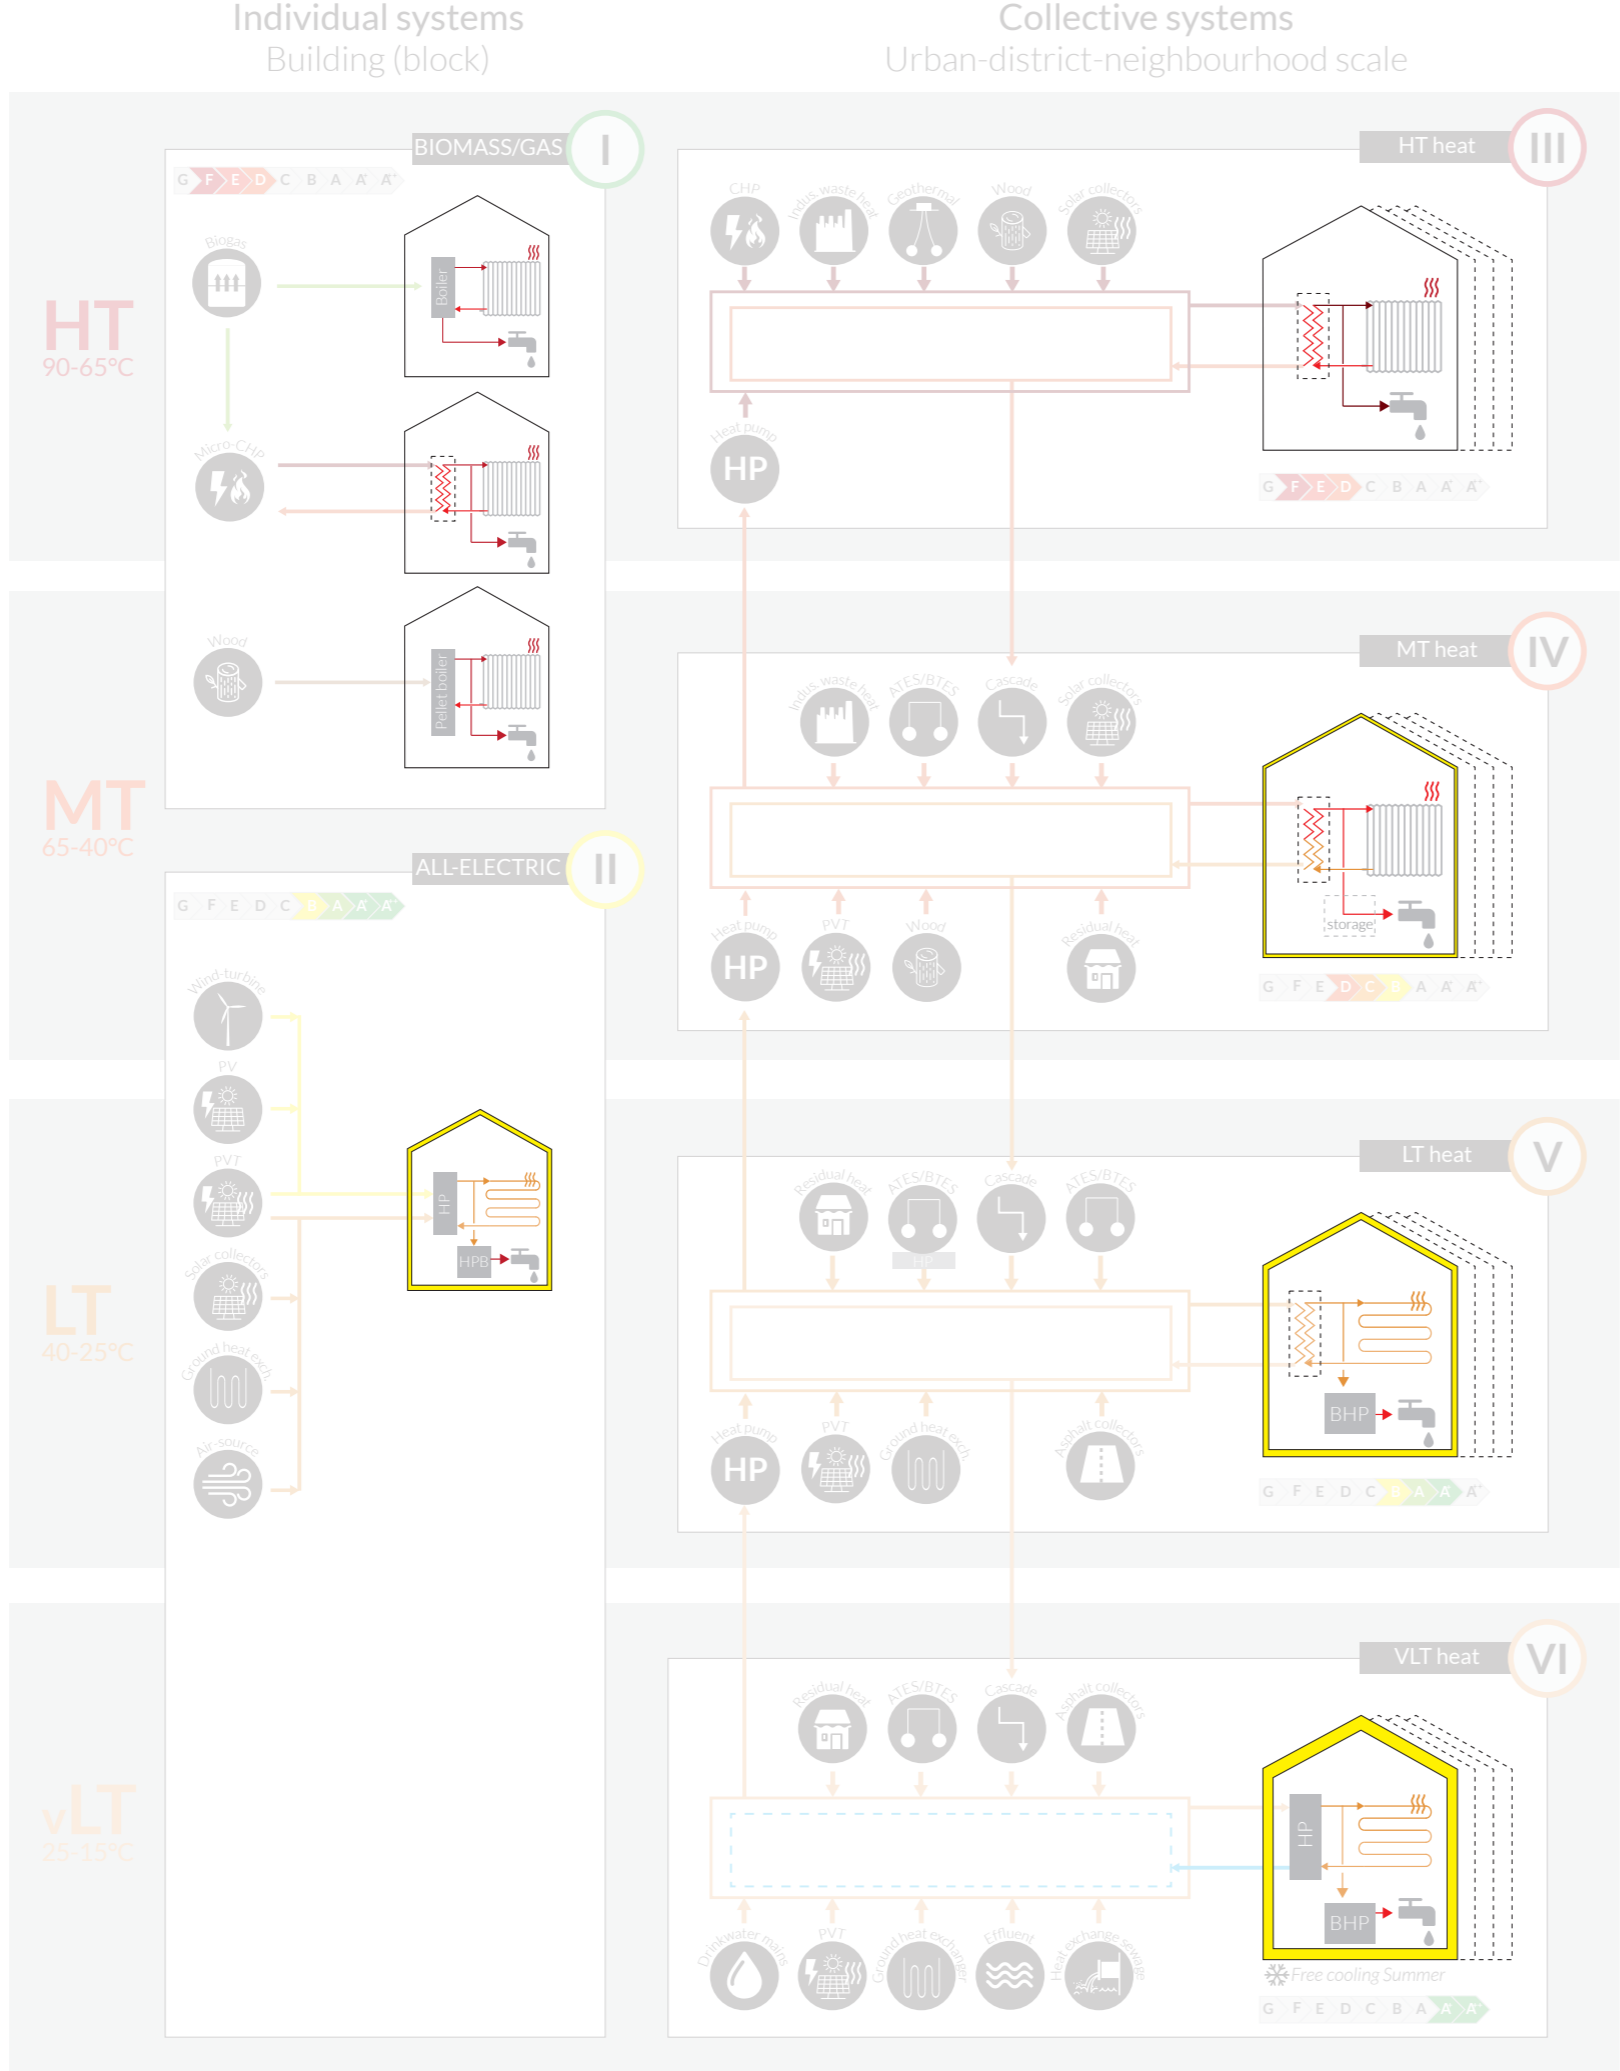 Individual systems
Building (block)
Collective systems
Urban-district-neighbourhood scale
HT
90-65°C
BIOMASS/GAS
I
G F E D C B A A+ A++
Biogas
Boiler
Micro-CHP
Wood
Pellet boiler
HT heat
III
CHP
Indus. waste heat
Geothermal
Wood
Solar collectors
Heat pump
HP
G F E D C B A A+ A++
MT
65-40°C
MT heat
IV
Indus. waste heat
ATES/BTES
Cascade
Solar collectors
storage
Heat pump
HP
PVT
Wood
Residual heat
G F E D C B A A+ A++
ALL-ELECTRIC
II
G F E D C B A A+ A++
Wind-turbine
PV
PVT
Solar collectors
Ground heat exch.
Air-source
HP
HPB
LT
40-25°C
LT heat
V
Residual heat
ATES/BTES
HP
Cascade
ATES/BTES
BHP
Heat pump
HP
PVT
Ground heat exch.
Asphalt collectors
G F E D C B A A+ A++
vLT
25-15°C
VLT heat
VI
Residual heat
ATES/BTES
Cascade
Asphalt collectors
HP
BHP
Drinkwater mains
PVT
Ground heat exchanger
Effluent
Heat exchange sewage
Free cooling Summer
G F E D C B A A+ A++